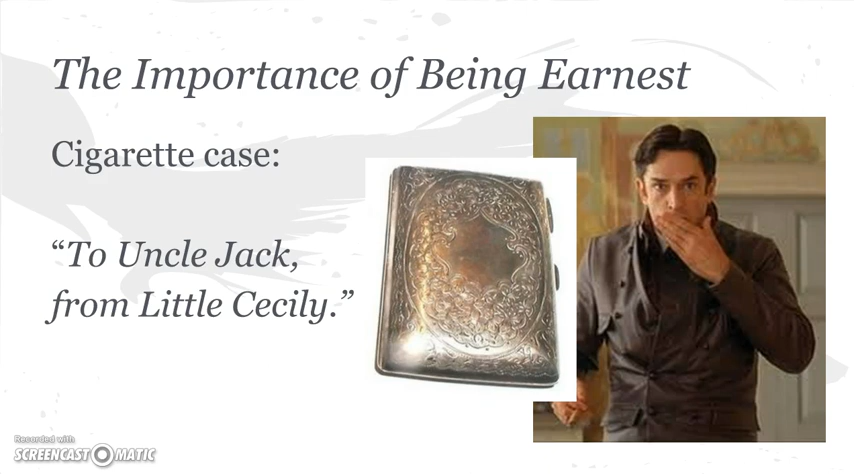 The Importance of Being Earnest
Cigarette case:
“To Uncle Jack,
from Little Cecily.”
Recorded with
SCREENCAST-O-MATIC